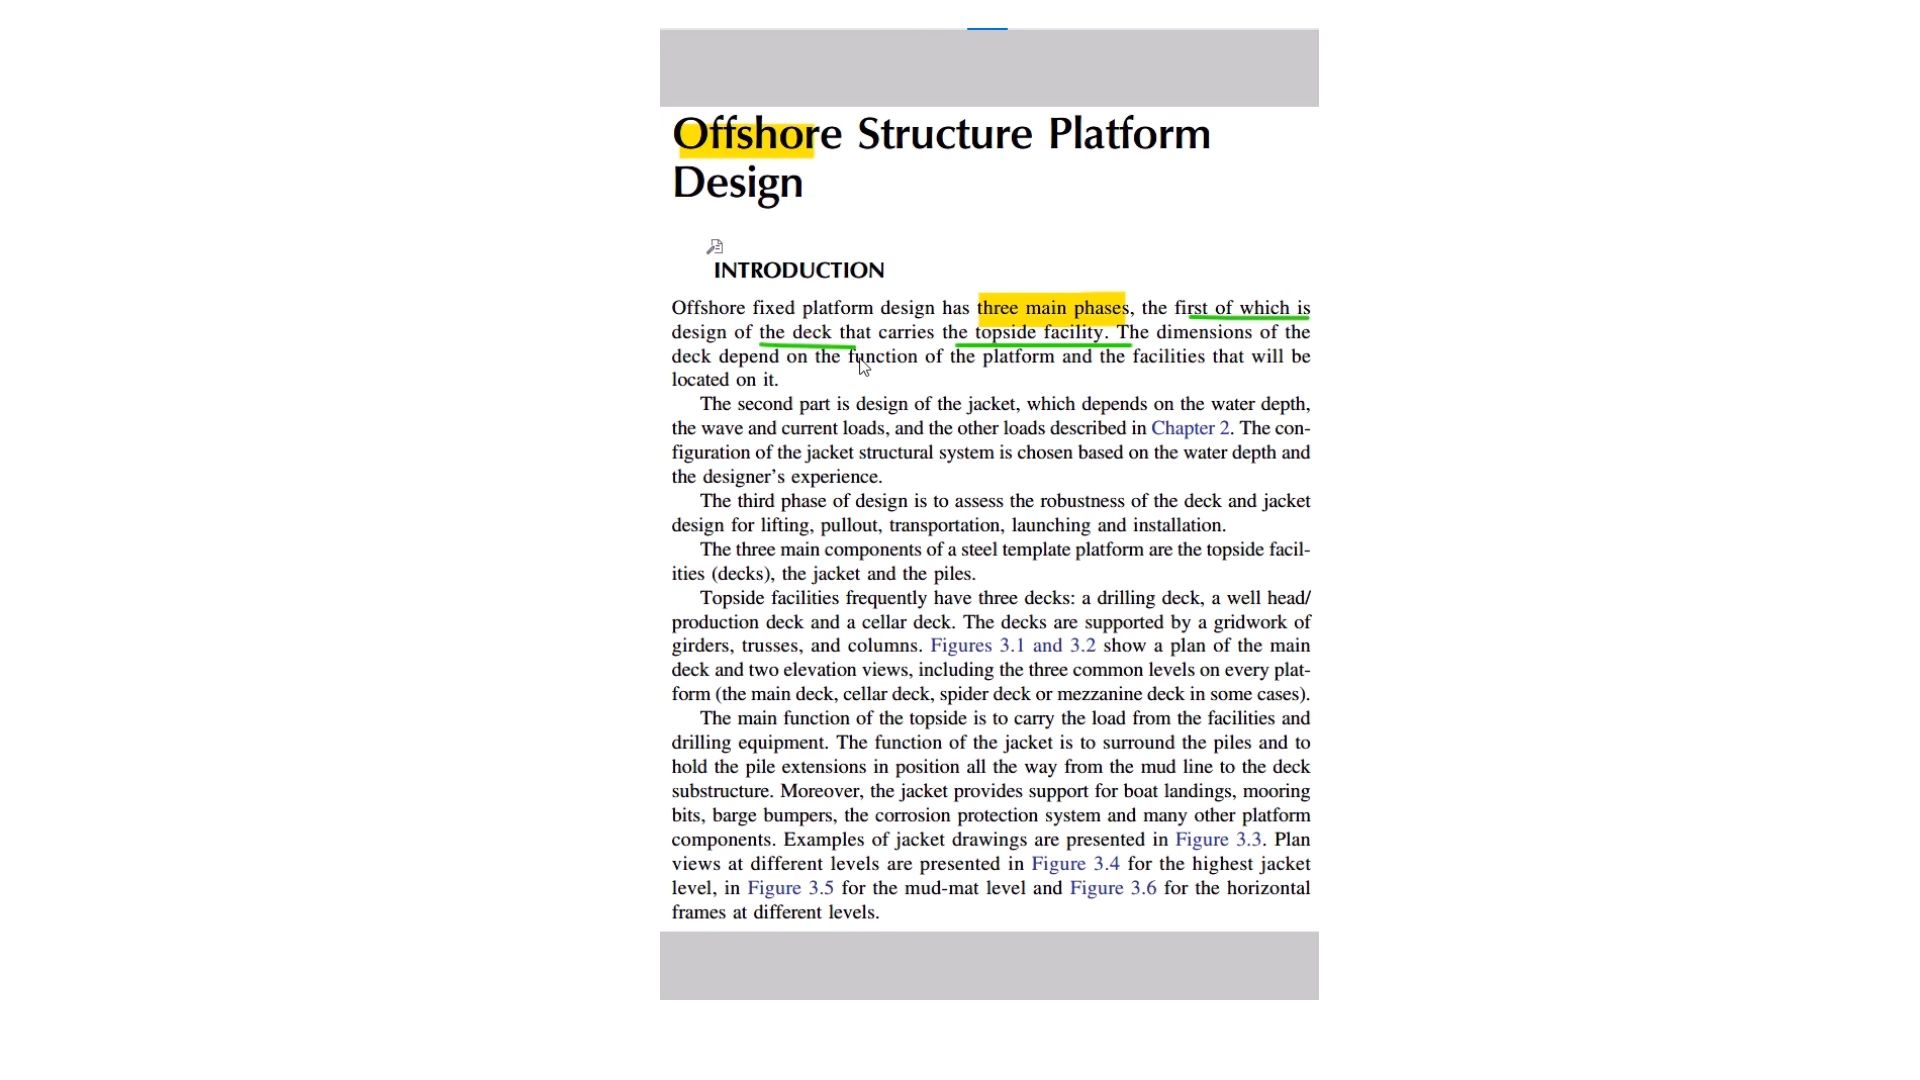 Offshore Structure Platform
Design
INTRODUCTION
Offshore fixed platform design has three main phases, the first of which is
design of the deck that carries the topside facility. The dimensions of the
deck depend on the function of the platform and the facilities that will be
located on it.
The second part is design of the jacket, which depends on the water depth,
the wave and current loads, and the other loads described in Chapter 2. The con-
figuration of the jacket structural system is chosen based on the water depth and
the designer’s experience.
The third phase of design is to assess the robustness of the deck and jacket
design for lifting, pullout, transportation, launching and installation.
The three main components of a steel template platform are the topside facil-
ities (decks), the jacket and the piles.
Topside facilities frequently have three decks: a drilling deck, a well head/
production deck and a cellar deck. The decks are supported by a gridwork of
girders, trusses, and columns. Figures 3.1 and 3.2 show a plan of the main
deck and two elevation views, including the three common levels on every plat-
form (the main deck, cellar deck, spider deck or mezzanine deck in some cases).
The main function of the topside is to carry the load from the facilities and
drilling equipment. The function of the jacket is to surround the piles and to
hold the pile extensions in position all the way from the mud line to the deck
substructure. Moreover, the jacket provides support for boat landings, mooring
bits, barge bumpers, the corrosion protection system and many other platform
components. Examples of jacket drawings are presented in Figure 3.3. Plan
views at different levels are presented in Figure 3.4 for the highest jacket
level, in Figure 3.5 for the mud-mat level and Figure 3.6 for the horizontal
frames at different levels.